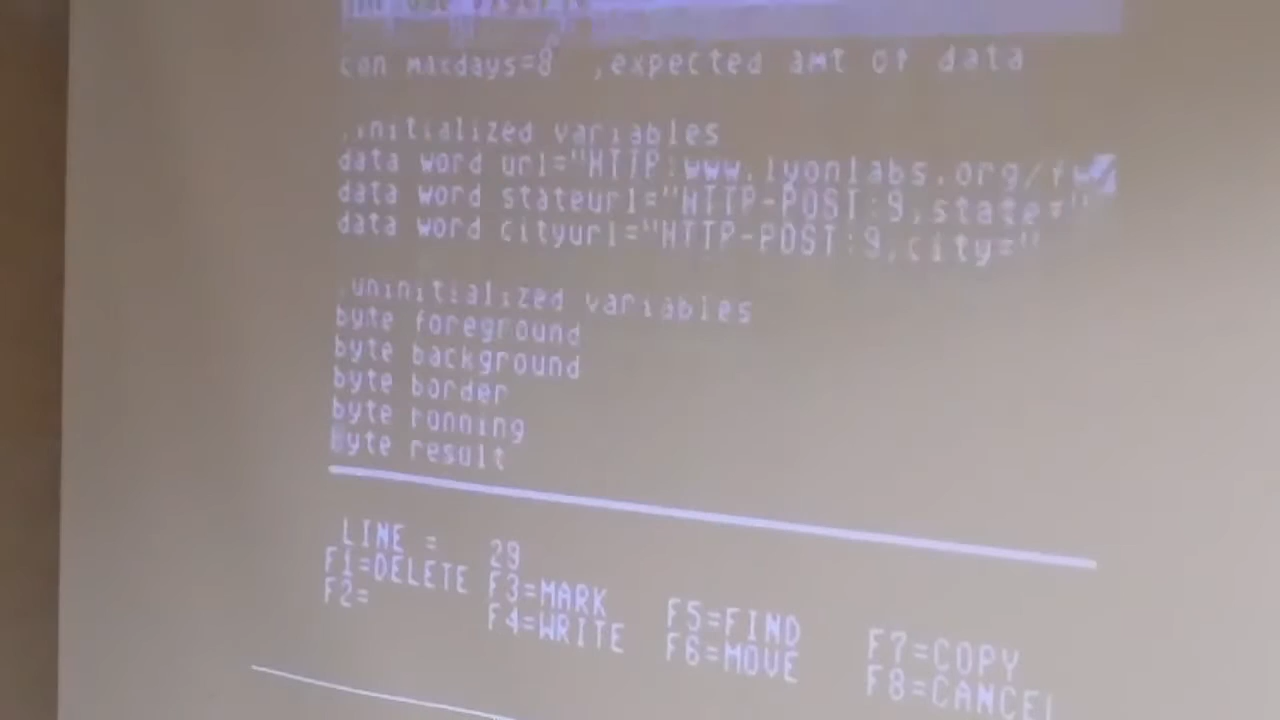 con maxdays=8 ,expected amt of data
,initialized variables
data word url="HTTP:www.lyonlabs.org/fw
data word stateurl="HTTP-POST:9,state="
data word cityurl="HTTP-POST:9,city="
,uninitialized variables
byte foreground
byte background
byte border
byte running
byte result
LINE = 29
F1=DELETE F3=MARK F5=FIND F7=COPY
F2= F4=WRITE F6=MOVE F8=CANCEL